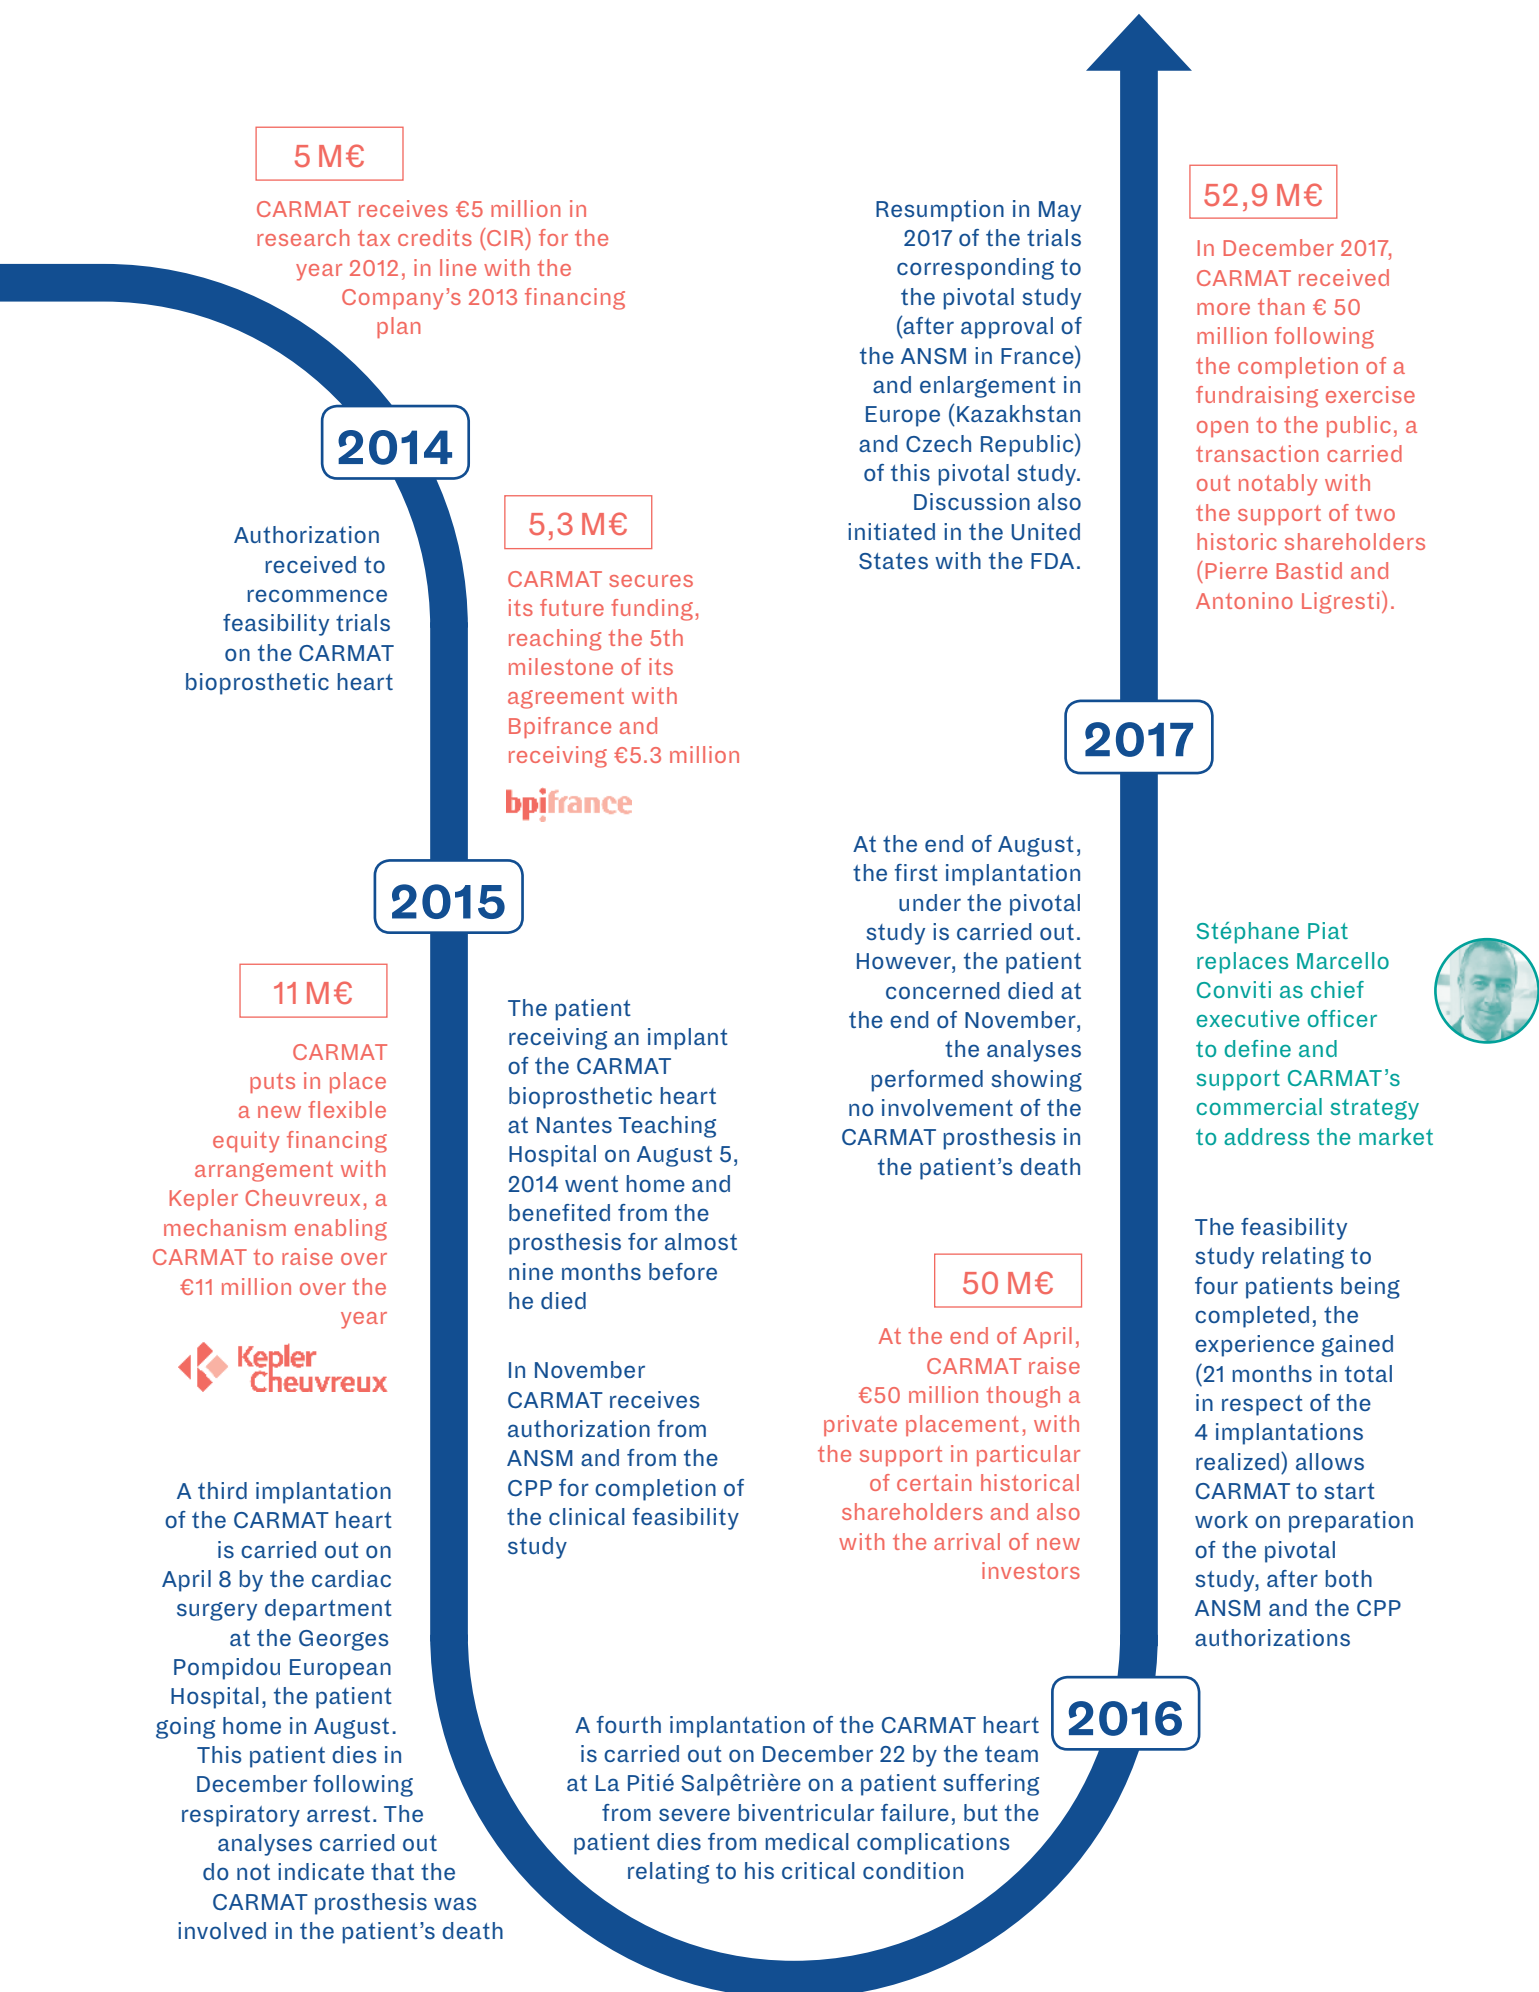 5 M€
CARMAT receives €5 million in
research tax credits (CIR) for the
year 2012, in line with the
Company's 2013 financing
plan
2014
Authorization
received to
recommence
feasibility trials
on the CARMAT
bioprosthetic heart
5,3 M€
CARMAT secures
its future funding,
reaching the 5th
milestone of its
agreement with
Bpifrance and
receiving €5.3 million
bpifrance
2015
11 M€
CARMAT
puts in place
a new flexible
equity financing
arrangement with
Kepler Cheuvreux, a
mechanism enabling
CARMAT to raise over
€11 million over the
year
Kepler
Cheuvreux
The patient
receiving an implant
of the CARMAT
bioprosthetic heart
at Nantes Teaching
Hospital on August 5,
2014 went home and
benefited from the
prosthesis for almost
nine months before
he died
In November
CARMAT receives
authorization from
ANSM and from the
CPP for completion of
the clinical feasibility
study
A third implantation
of the CARMAT heart
is carried out on
April 8 by the cardiac
surgery department
at the Georges
Pompidou European
Hospital, the patient
going home in August.
This patient dies in
December following
respiratory arrest. The
analyses carried out
do not indicate that the
CARMAT prosthesis was
involved in the patient's death
A fourth implantation of the CARMAT heart
is carried out on December 22 by the team
at La Pitié Salpêtrière on a patient suffering
from severe biventricular failure, but the
patient dies from medical complications
relating to his critical condition
2016
The feasibility
study relating to
four patients being
completed, the
experience gained
(21 months in total
in respect of the
4 implantations
realized) allows
CARMAT to start
work on preparation
of the pivotal
study, after both
ANSM and the CPP
authorizations
50 M€
At the end of April,
CARMAT raise
€50 million though a
private placement, with
the support in particular
of certain historical
shareholders and also
with the arrival of new
investors
Stéphane Piat
replaces Marcello
Conviti as chief
executive officer
to define and
support CARMAT's
commercial strategy
to address the market
At the end of August,
the first implantation
under the pivotal
study is carried out.
However, the patient
concerned died at
the end of November,
the analyses
performed showing
no involvement of the
CARMAT prosthesis in
the patient's death
2017
Resumption in May
2017 of the trials
corresponding to
the pivotal study
(after approval of
the ANSM in France)
and enlargement in
Europe (Kazakhstan
and Czech Republic)
of this pivotal study.
Discussion also
initiated in the United
States with the FDA.
52,9 M€
In December 2017,
CARMAT received
more than € 50
million following
the completion of a
fundraising exercise
open to the public, a
transaction carried
out notably with
the support of two
historic shareholders
(Pierre Bastid and
Antonino Ligresti).